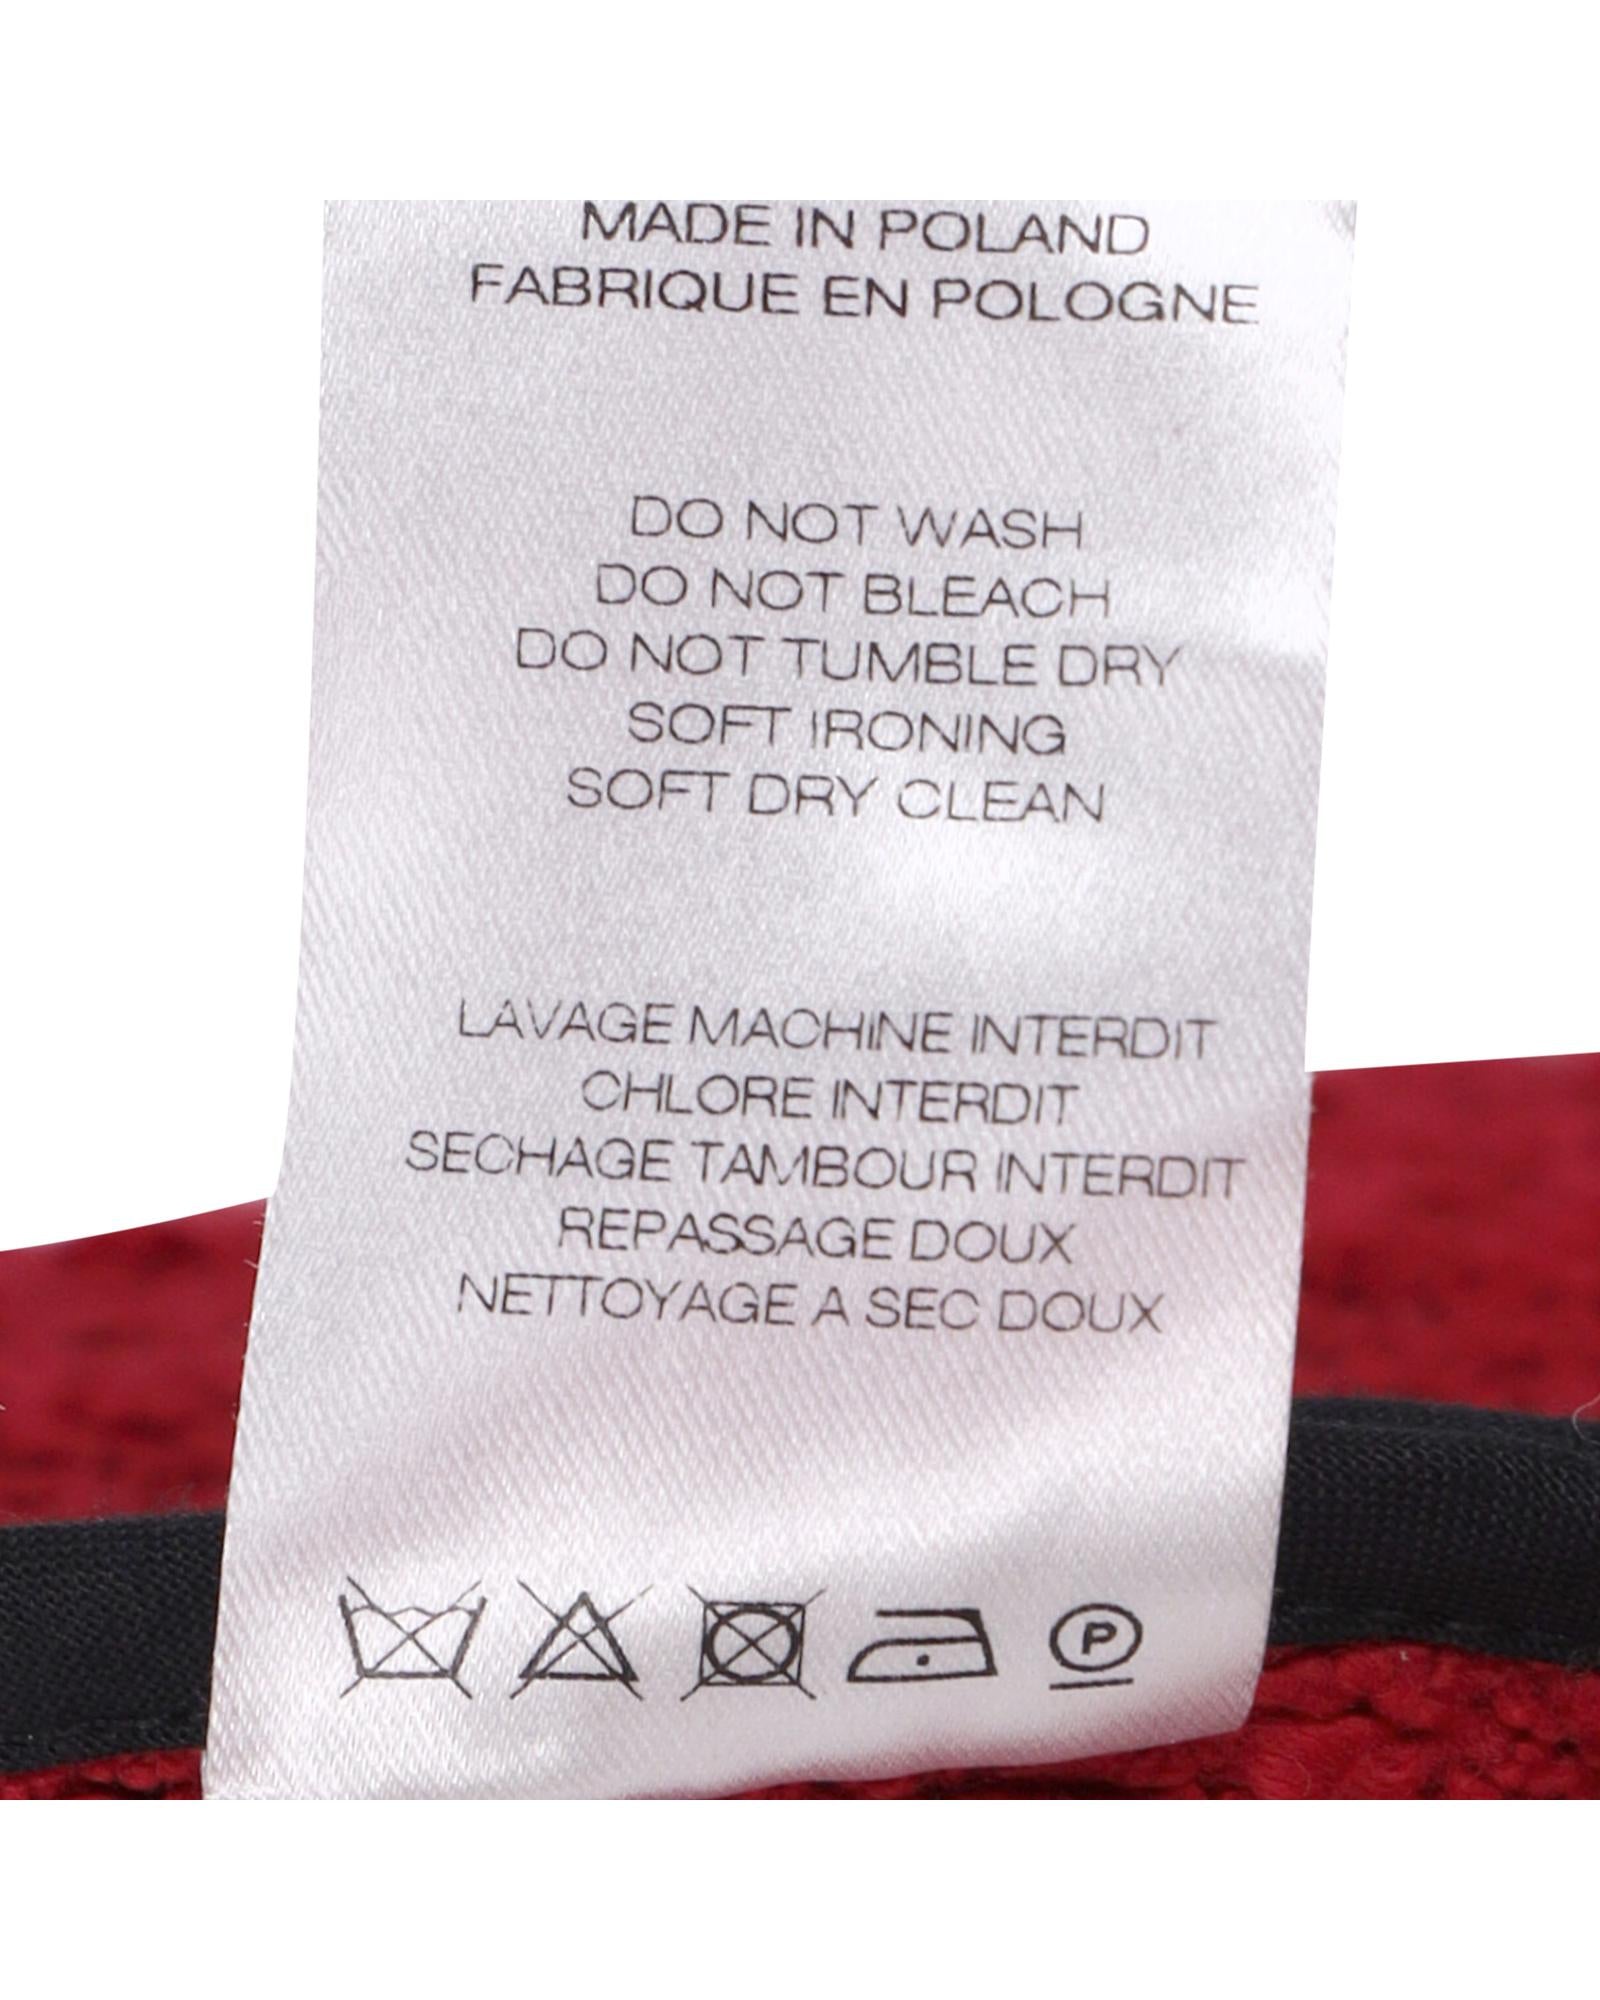 MADE IN POLAND
FABRIQUE EN POLOGNE
DO NOT WASH
DO NOT BLEACH
DO NOT TUMBLE DRY
SOFT IRONING
SOFT DRY CLEAN
LAVAGE MACHINE INTERDIT
CHLORE INTERDIT
SECHAGE TAMBOUR INTERDIT
REPASSAGE DOUX
NETTOYAGE A SEC DOUX
P